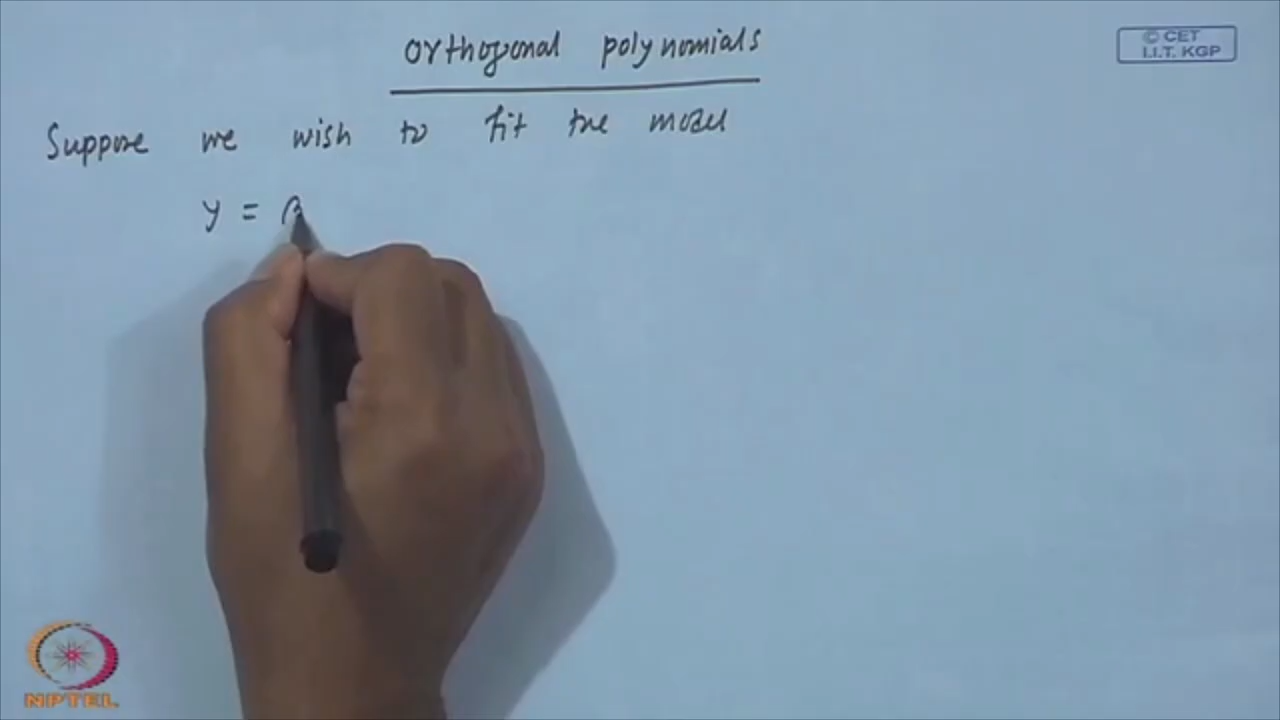 Orthogonal polynomials
© CET
I.I.T. KGP
Suppose we wish to fit the model
y = β
NPTEL